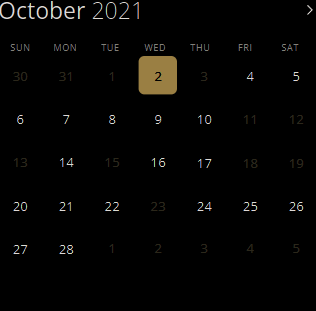 October 2021
SUN MON TUE WED THU FRI SAT
30 31 1 2 3 4 5
6 7 8 9 10 11 12
13 14 15 16 17 18 19
20 21 22 23 24 25 26
27 28 1 2 3 4 5